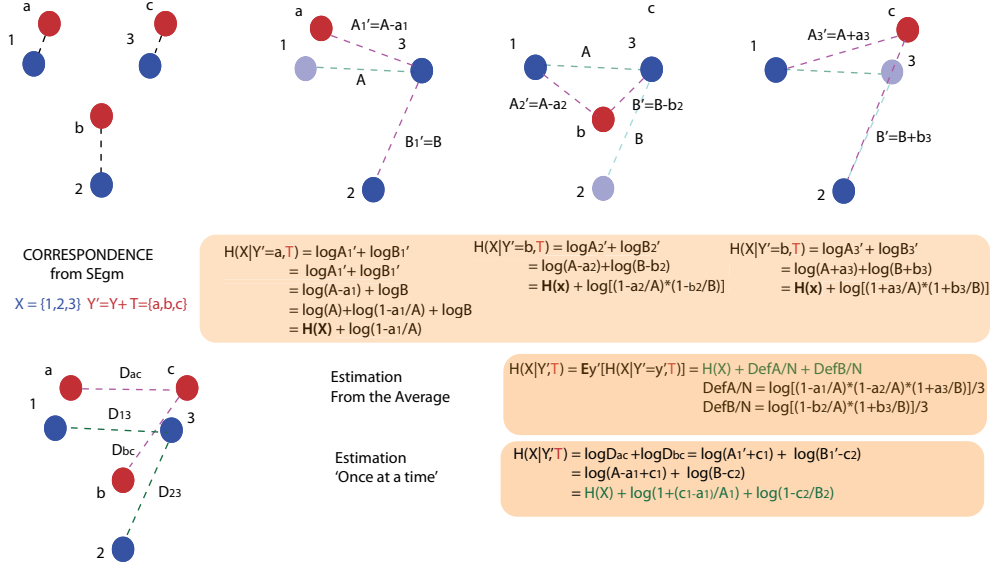 a
1
c
3
b
2
a
A1'=A-a1
1
3
A
B1'=B
2
c
1
3
A
A2'=A-a2
B'=B-b2
b
B
2
c
A3'=A+a3
1
3
B'=B+b3
2
CORRESPONDENCE
from SEgm
X = {1,2,3} Y'=Y+ T={a,b,c}
H(X|Y'=a,T) = logA1'+ logB1'
= logA1'+ logB1'
= log(A-a1) + logB
= log(A)+log(1-a1/A) + logB
= H(X) + log(1-a1/A)
H(X|Y'=b,T) = logA2'+ logB2'
= log(A-a2)+log(B-b2)
= H(x) + log[(1-a2/A)*(1-b2/B)]
H(X|Y'=b,T) = logA3'+ logB3'
= log(A+a3)+log(B+b3)
= H(x) + log[(1+a3/A)*(1+b3/B)]
a
Dac
c
1
D13
3
Dbc
b
D23
2
Estimation
From the Average
H(X|Y',T) = Ey'[H(X|Y'=y',T)] = H(X) + DefA/N + DefB/N
DefA/N = log[(1-a1/A)*(1-a2/A)*(1+a3/B)]/3
DefB/N = log[(1-b2/A)*(1+b3/B)]/3
Estimation
'Once at a time'
H(X|Y',T) = logDac +logDbc = log(A1'+c1) + log(B1'-c2)
= log(A-a1+c1) + log(B-c2)
= H(X) + log(1+(c1-a1)/A1) + log(1-c2/B2)